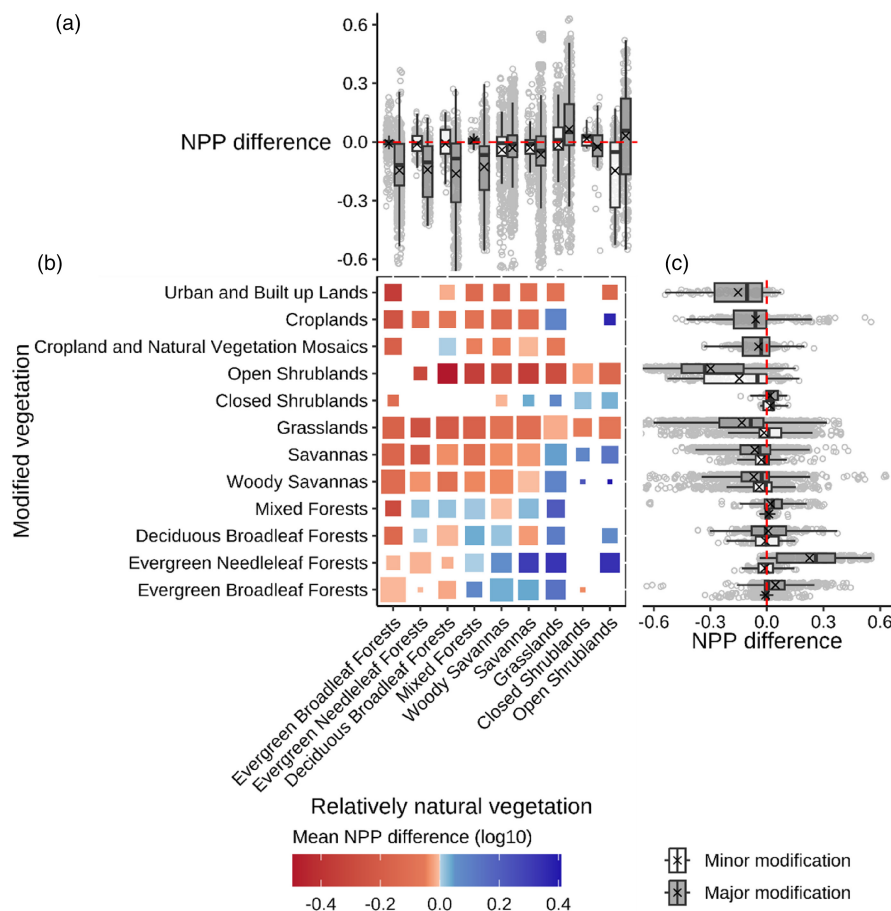 (a)
0.6
0.3
0.0
-0.3
-0.6
NPP difference
(b)
(c)
Modified vegetation
Urban and Built up Lands
Croplands
Cropland and Natural Vegetation Mosaics
Open Shrublands
Closed Shrublands
Grasslands
Savannas
Woody Savannas
Mixed Forests
Deciduous Broadleaf Forests
Evergreen Needleleaf Forests
Evergreen Broadleaf Forests
Evergreen Broadleaf Forests
Evergreen Needleleaf Forests
Deciduous Broadleaf Forests
Mixed Forests
Woody Savannas
Savannas
Grasslands
Closed Shrublands
Open Shrublands
-0.6 -0.3 0.0 0.3 0.6
NPP difference
Relatively natural vegetation
Mean NPP difference (log10)
-0.4 -0.2 0.0 0.2 0.4
Minor modification
Major modification